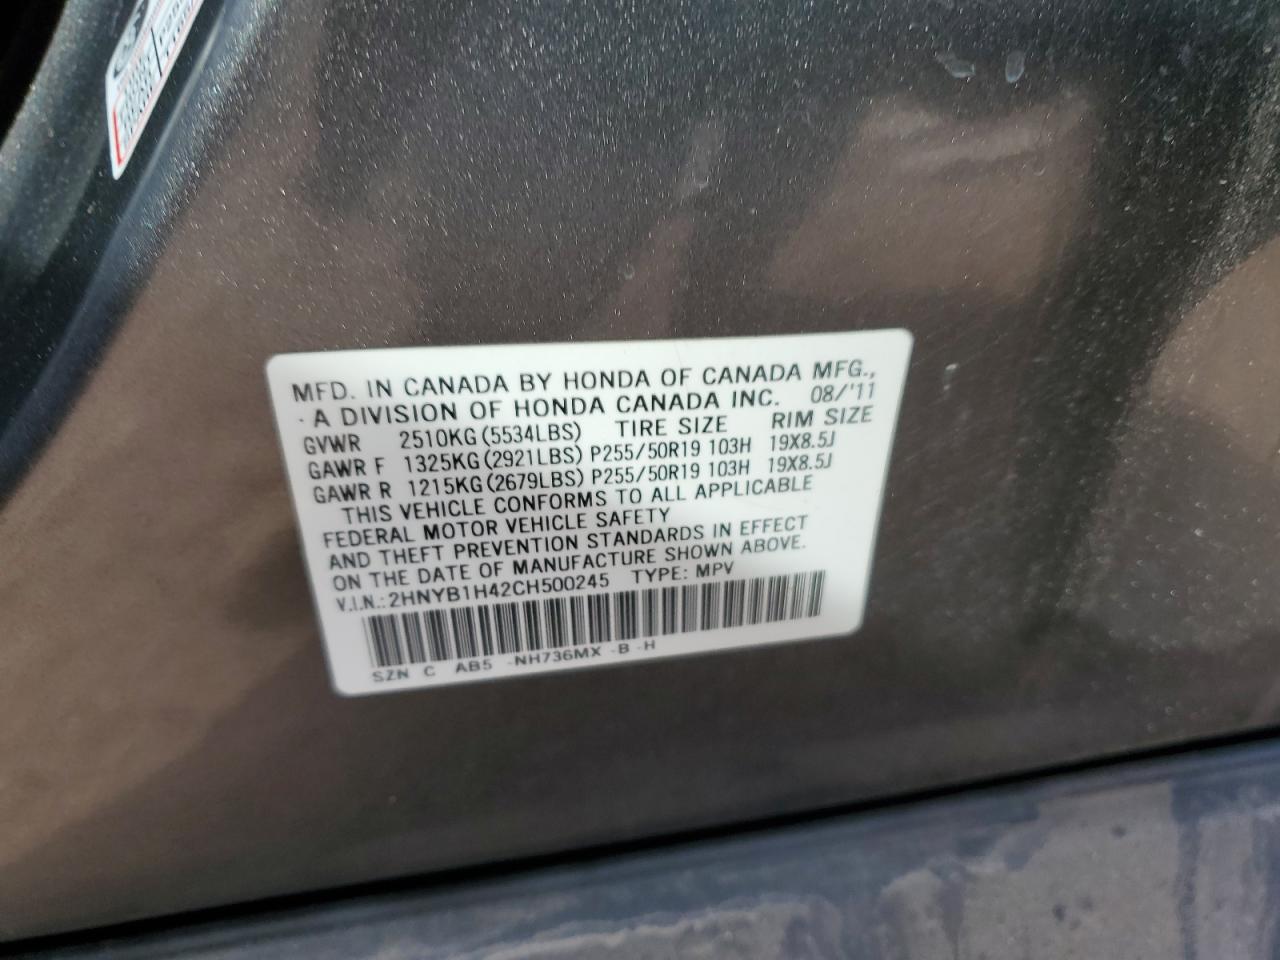 MFD. IN CANADA BY HONDA OF CANADA MFG.,
A DIVISION OF HONDA CANADA INC. 08/'11
GVWR 2510KG (5534LBS) TIRE SIZE RIM SIZE
GAWR F 1325KG (2921LBS) P255/50R19 103H 19X8.5J
GAWR R 1215KG (2679LBS) P255/50R19 103H 19X8.5J
THIS VEHICLE CONFORMS TO ALL APPLICABLE
FEDERAL MOTOR VEHICLE SAFETY
AND THEFT PREVENTION STANDARDS IN EFFECT
ON THE DATE OF MANUFACTURE SHOWN ABOVE.
V.I.N.: 2HNYB1H42CH500245 TYPE: MPV
SZN C AB5 -NH736MX -B -H